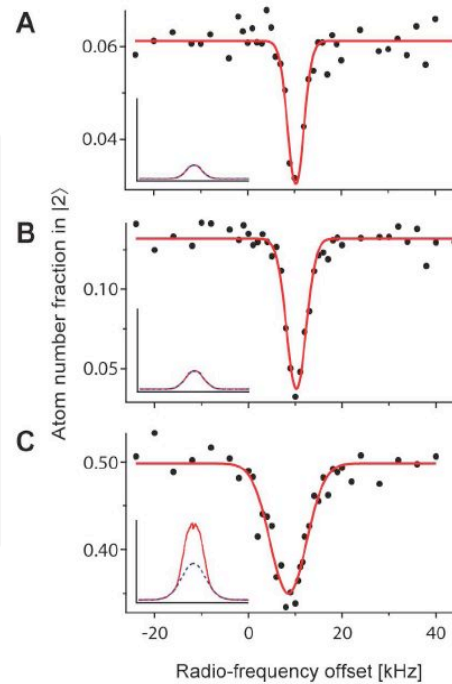 A
0.06
0.04
B
0.10
0.05
C
0.50
0.40
Atom number fraction in |2⟩
-20 0 20 40
Radio-frequency offset [kHz]